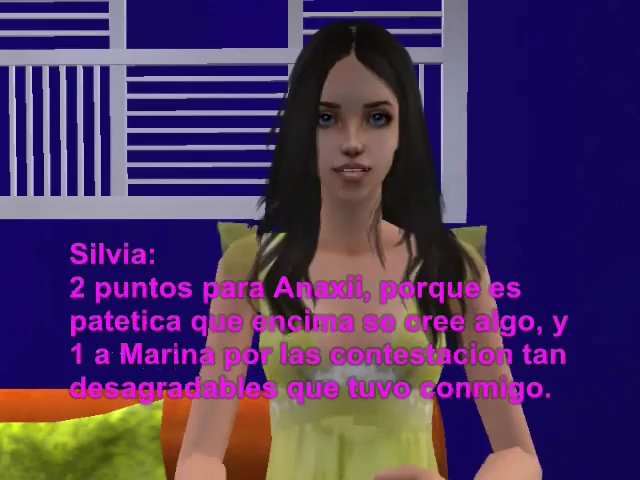 Silvia:
2 puntos para Anaxii, porque es
patetica que encima se cree algo, y
1 a Marina por las contestacion tan
desagradables que tuvo conmigo.